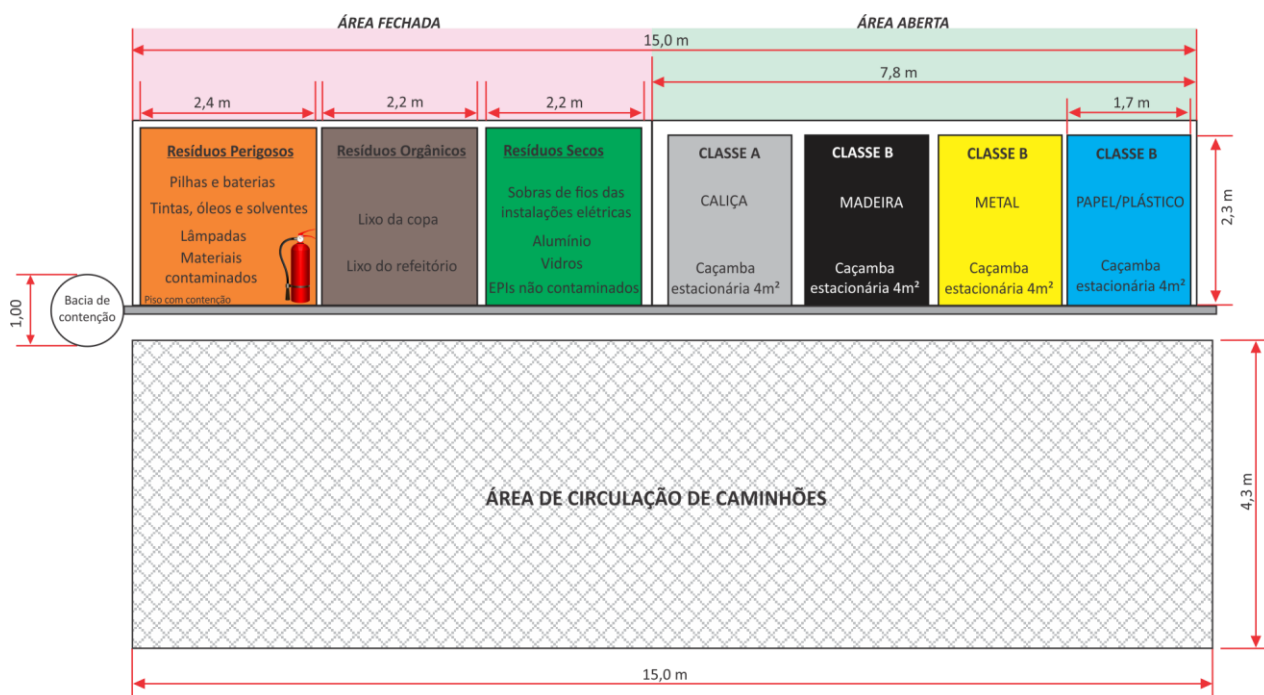 ÁREA FECHADA
ÁREA ABERTA
15,0 m
7,8 m
2,4 m
2,2 m
2,2 m
1,7 m
Resíduos Perigosos
Pilhas e baterias
Tintas, óleos e solventes
Lâmpadas
Materiais
contaminados
Piso com contenção
Resíduos Orgânicos
Lixo da copa
Lixo do refeitório
Resíduos Secos
Sobras de fios das
instalações elétricas
Alumínio
Vidros
EPIs não contaminados
CLASSE A
CALIÇA
Caçamba
estacionária 4m²
CLASSE B
MADEIRA
Caçamba
estacionária 4m²
CLASSE B
METAL
Caçamba
estacionária 4m²
CLASSE B
PAPEL/PLÁSTICO
Caçamba
estacionária 4m²
2,3 m
1,00
Bacia de
contenção
ÁREA DE CIRCULAÇÃO DE CAMINHÕES
4,3 m
15,0 m